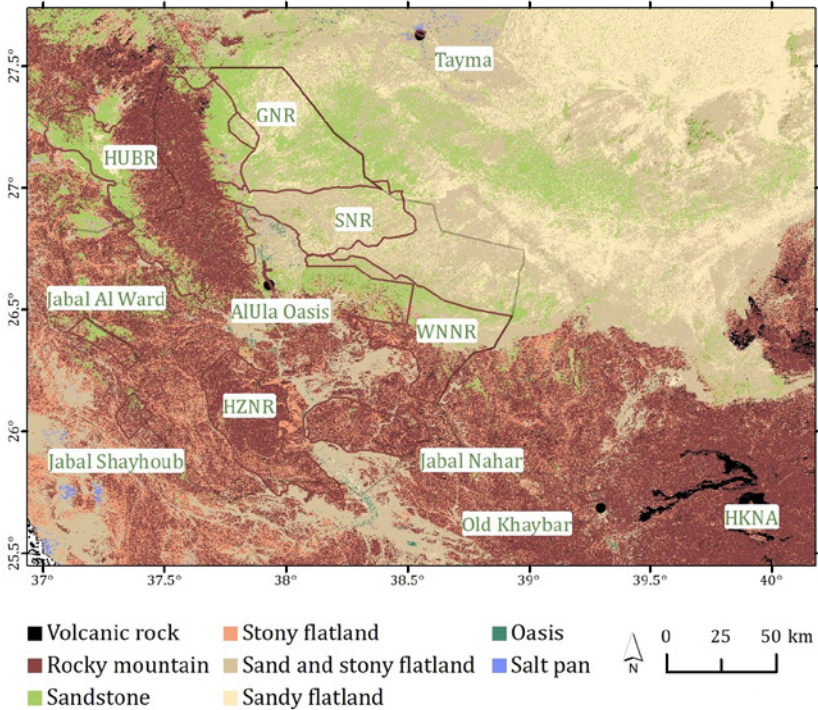 27.5°
27°
26.5°
26°
25.5°
Tayma
GNR
HUBR
SNR
Jabal Al Ward
AlUla Oasis
WNNR
HZNR
Jabal Shayhoub
Jabal Nahar
Old Khaybar
HKNA
37° 37.5° 38° 38.5° 39° 39.5° 40°
Volcanic rock Stony flatland Oasis
Rocky mountain Sand and stony flatland Salt pan
Sandstone Sandy flatland
N
0 25 50 km